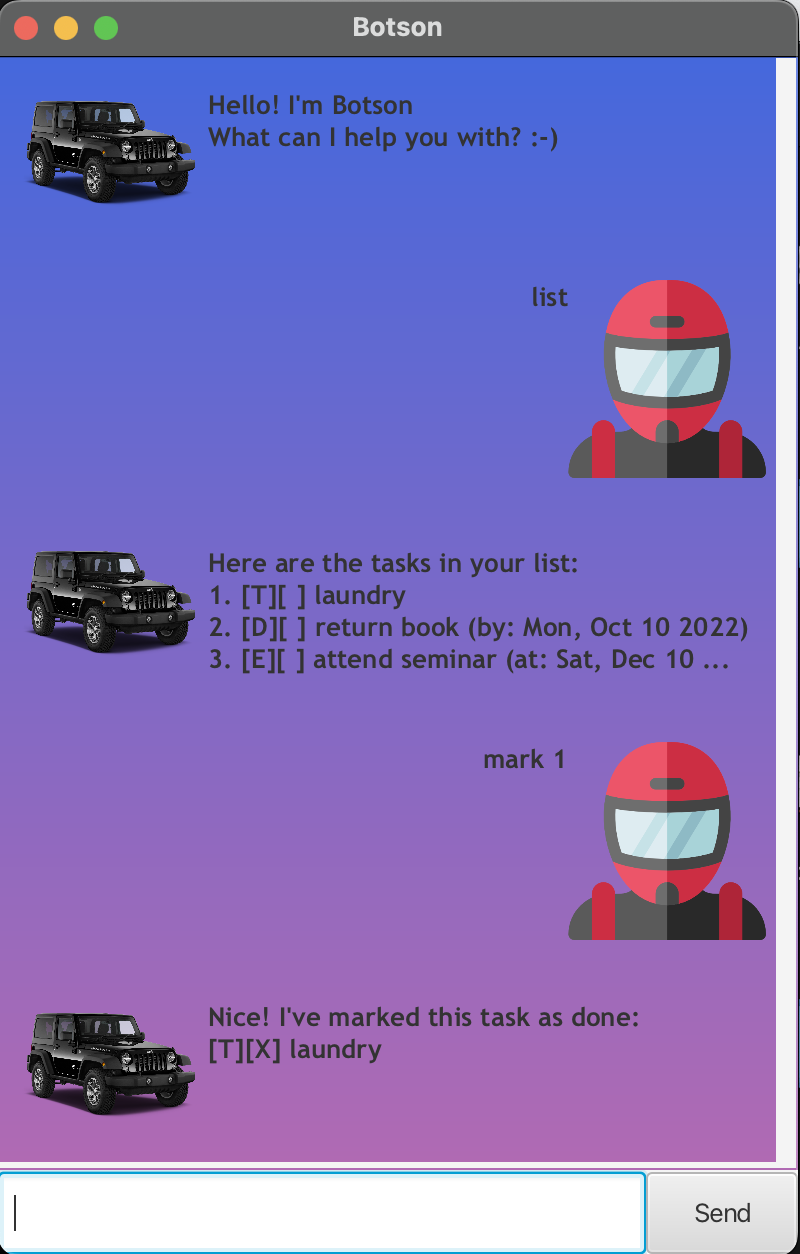 Botson
Hello! I'm Botson
What can I help you with? :-)
list
Here are the tasks in your list:
1. [T][ ] laundry
2. [D][ ] return book (by: Mon, Oct 10 2022)
3. [E][ ] attend seminar (at: Sat, Dec 10 ...
mark 1
Nice! I've marked this task as done:
[T][X] laundry
Send